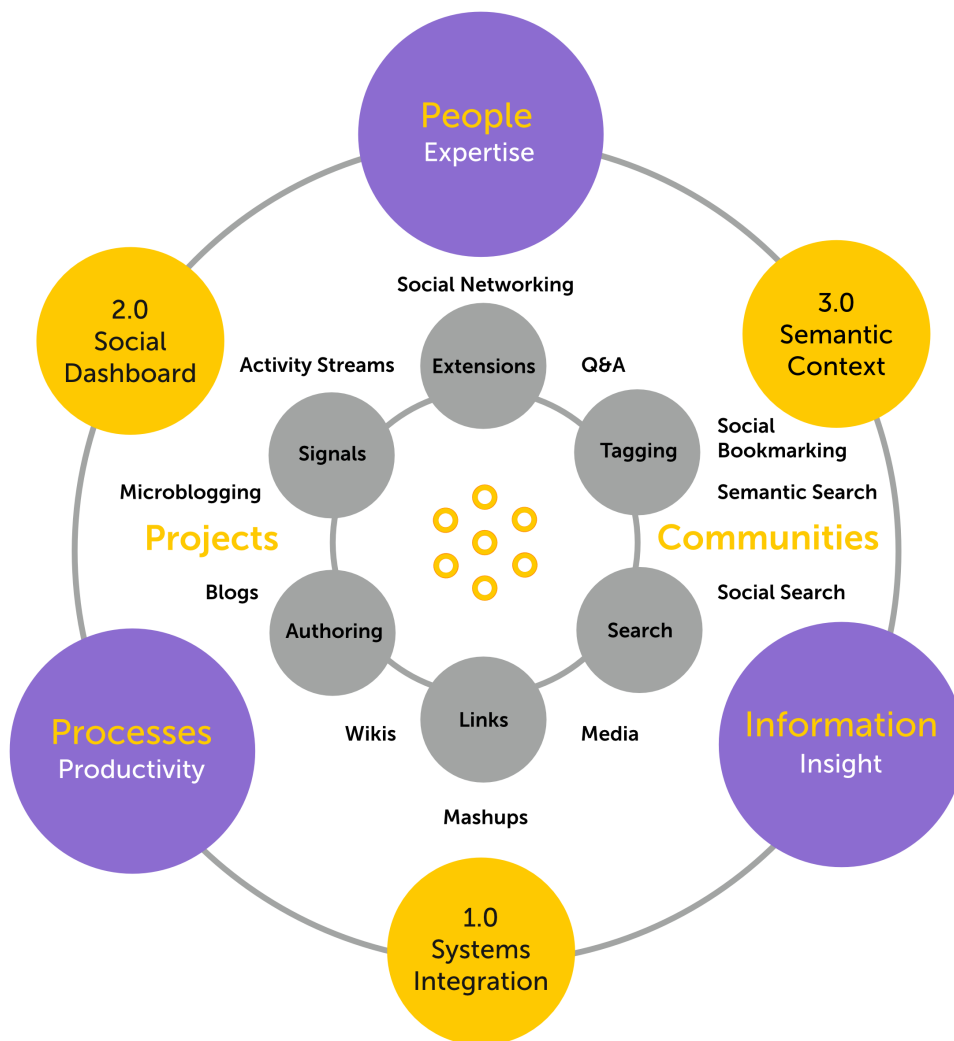 People
Expertise
2.0
Social
Dashboard
3.0
Semantic
Context
Social Networking
Activity Streams
Extensions
Q&A
Signals
Tagging
Social
Bookmarking
Microblogging
Semantic Search
Projects
Communities
Blogs
Social Search
Authoring
Search
Wikis
Links
Media
Processes
Productivity
Information
Insight
Mashups
1.0
Systems
Integration